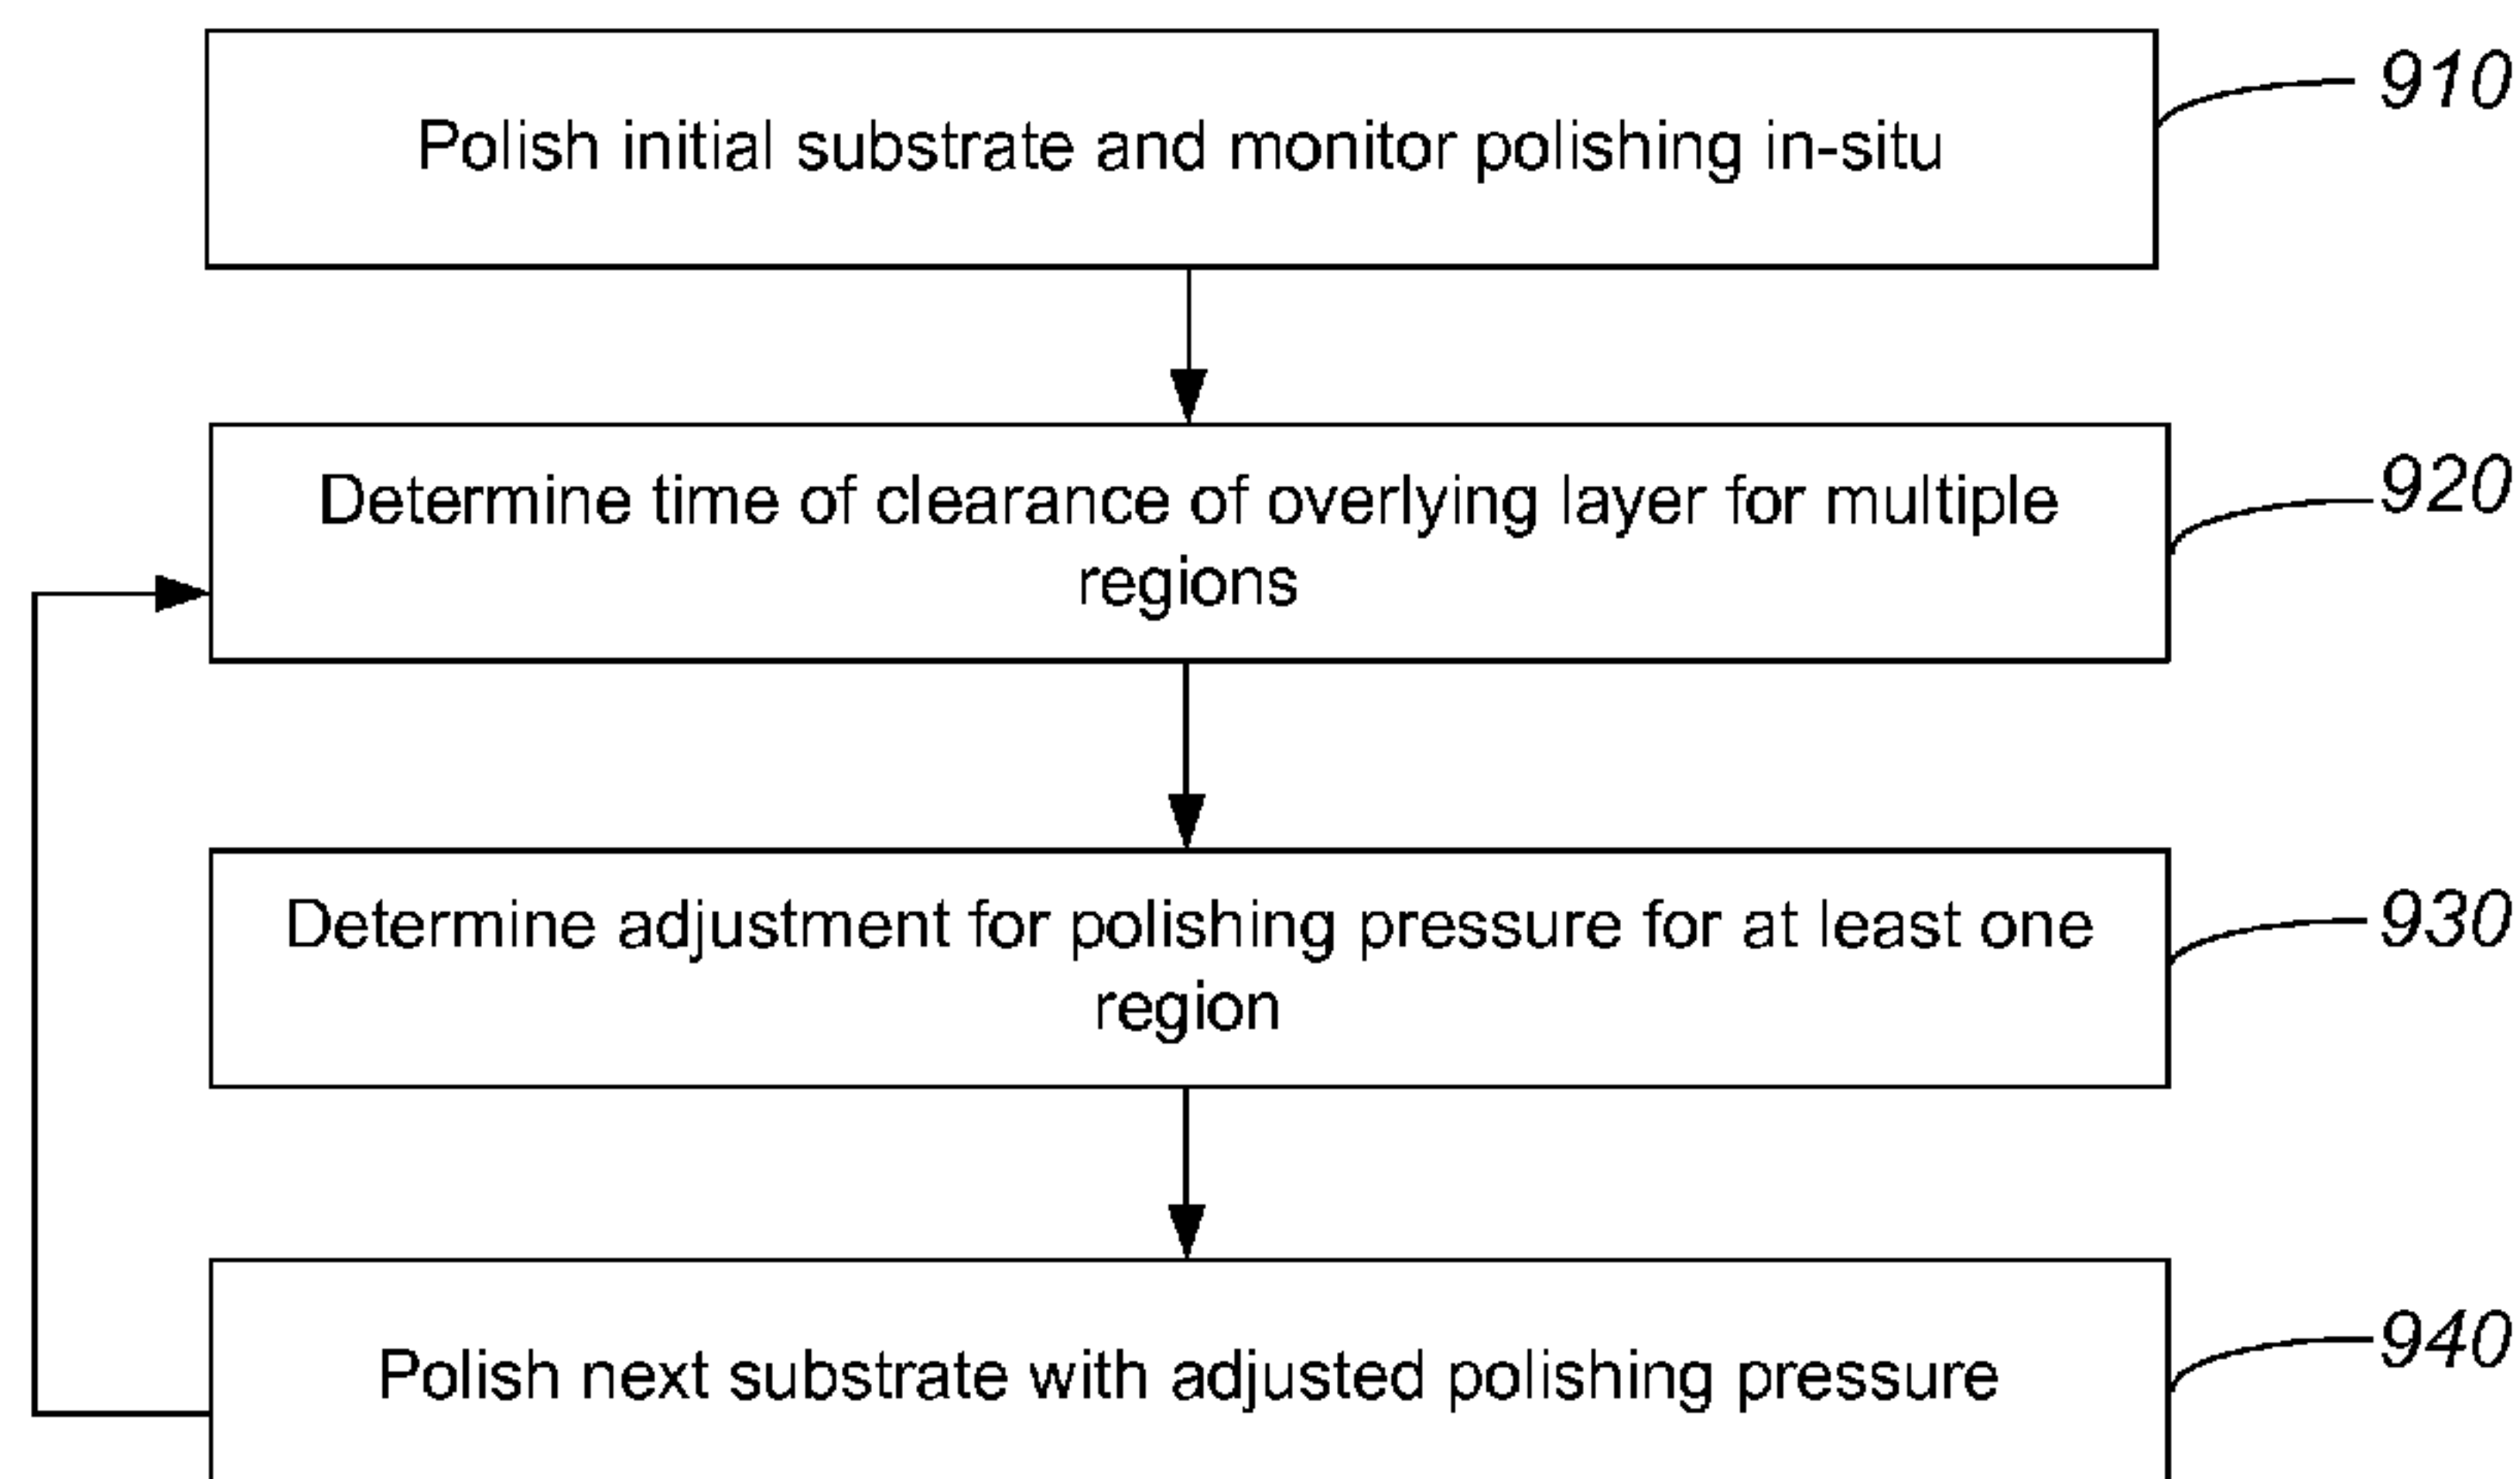 Polish initial substrate and monitor polishing in-situ
910
Determine time of clearance of overlying layer for multiple
regions
920
Determine adjustment for polishing pressure for at least one
region
930
Polish next substrate with adjusted polishing pressure
940